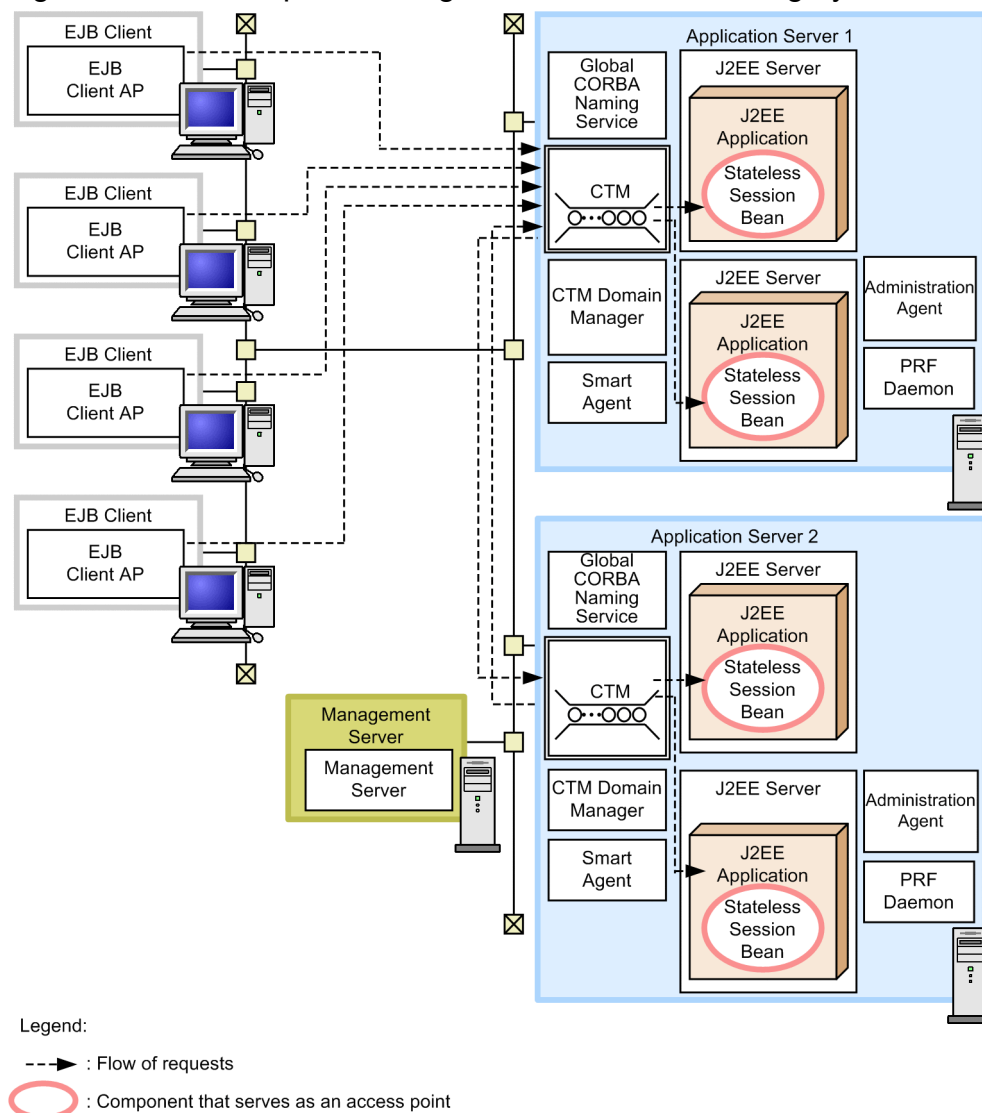 EJB Client
EJB
Client AP
EJB Client
EJB
Client AP
EJB Client
EJB
Client AP
EJB Client
EJB
Client AP
Management
Server
Management
Server
Application Server 1
Global
CORBA
Naming
Service
CTM
CTM Domain
Manager
Smart
Agent
J2EE Server
J2EE
Application
Stateless
Session
Bean
J2EE Server
J2EE
Application
Stateless
Session
Bean
Administration
Agent
PRF
Daemon
Application Server 2
Global
CORBA
Naming
Service
CTM
CTM Domain
Manager
Smart
Agent
J2EE Server
J2EE
Application
Stateless
Session
Bean
J2EE Server
J2EE
Application
Stateless
Session
Bean
Administration
Agent
PRF
Daemon
Legend:
: Flow of requests
: Component that serves as an access point